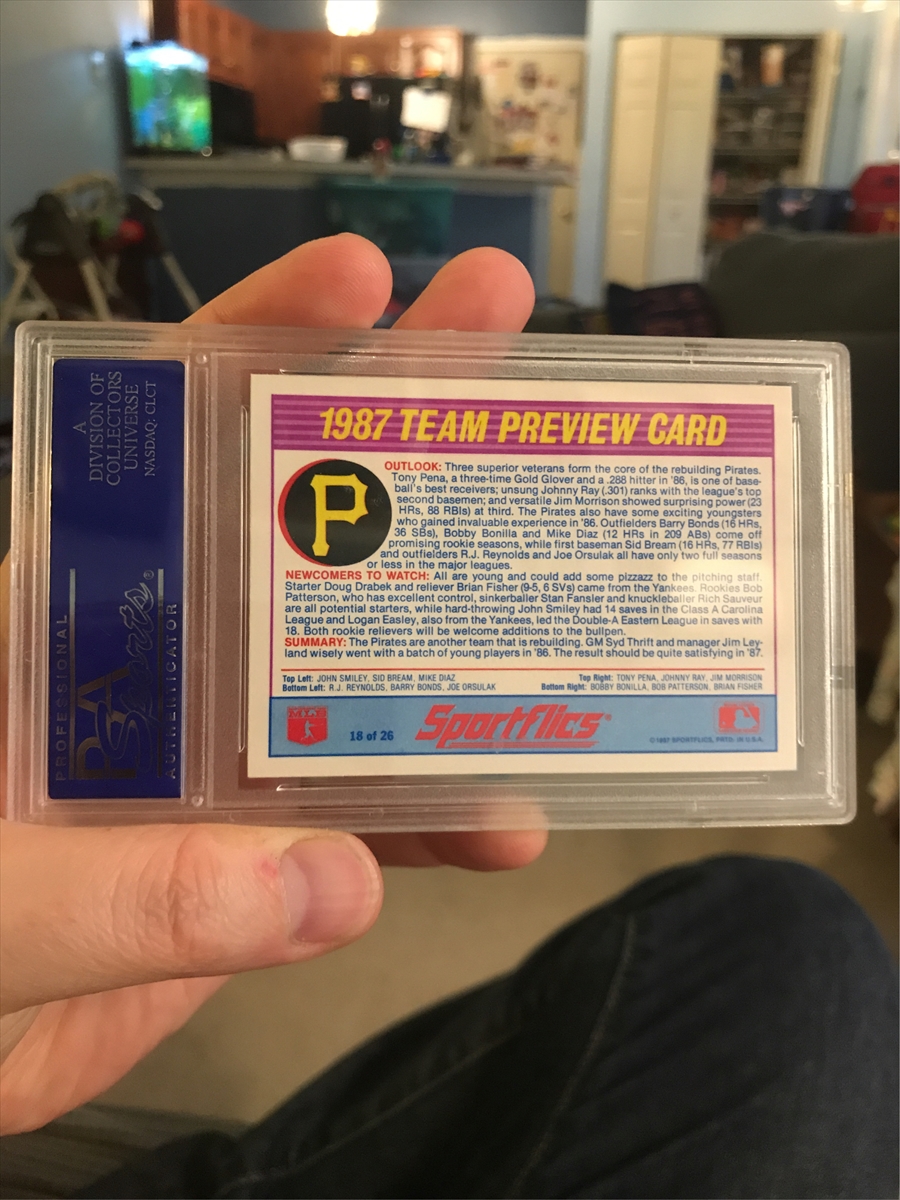 A
DIVISION OF
COLLECTORS
UNIVERSE
NASDAQ: CLCT
PROFESSIONAL
PSA
Sports®
AUTHENTICATOR
1987 TEAM PREVIEW CARD
P
OUTLOOK: Three superior veterans form the core of the rebuilding Pirates.
Tony Pena, a three-time Gold Glover and a .288 hitter in '86, is one of base-
ball's best receivers; unsung Johnny Ray (.301) ranks with the league's top
second basemen; and versatile Jim Morrison showed surprising power (23
HRs, 88 RBIs) at third. The Pirates also have some exciting youngsters
who gained invaluable experience in '86. Outfielders Barry Bonds (16 HRs,
36 SBs), Bobby Bonilla and Mike Diaz (12 HRs in 209 ABs) come off
promising rookie seasons, while first baseman Sid Bream (16 HRs, 77 RBIs)
and outfielders R.J. Reynolds and Joe Orsulak all have only two full seasons
or less in the major leagues.
NEWCOMERS TO WATCH: All are young and could add some pizzazz to the pitching staff.
Starter Doug Drabek and reliever Brian Fisher (9-5, 6 SVs) came from the Yankees. Rookies Bob
Patterson, who has excellent control, sinkerballer Stan Fansler and knuckleballer Rich Sauveur
are all potential starters, while hard-throwing John Smiley had 14 saves in the Class A Carolina
League and Logan Easley, also from the Yankees, led the Double-A Eastern League in saves with
18. Both rookie relievers will be welcome additions to the bullpen.
SUMMARY: The Pirates are another team that is rebuilding. GM Syd Thrift and manager Jim Ley-
land wisely went with a batch of young players in '86. The result should be quite satisfying in '87.
Top Left: JOHN SMILEY, SID BREAM, MIKE DIAZ
Bottom Left: R.J. REYNOLDS, BARRY BONDS, JOE ORSULAK
Top Right: TONY PENA, JOHNNY RAY, JIM MORRISON
Bottom Right: BOBBY BONILLA, BOB PATTERSON, BRIAN FISHER
MLB
18 of 26
Sportflics®
©1987 SPORTFLICS, PRTD. IN U.S.A.